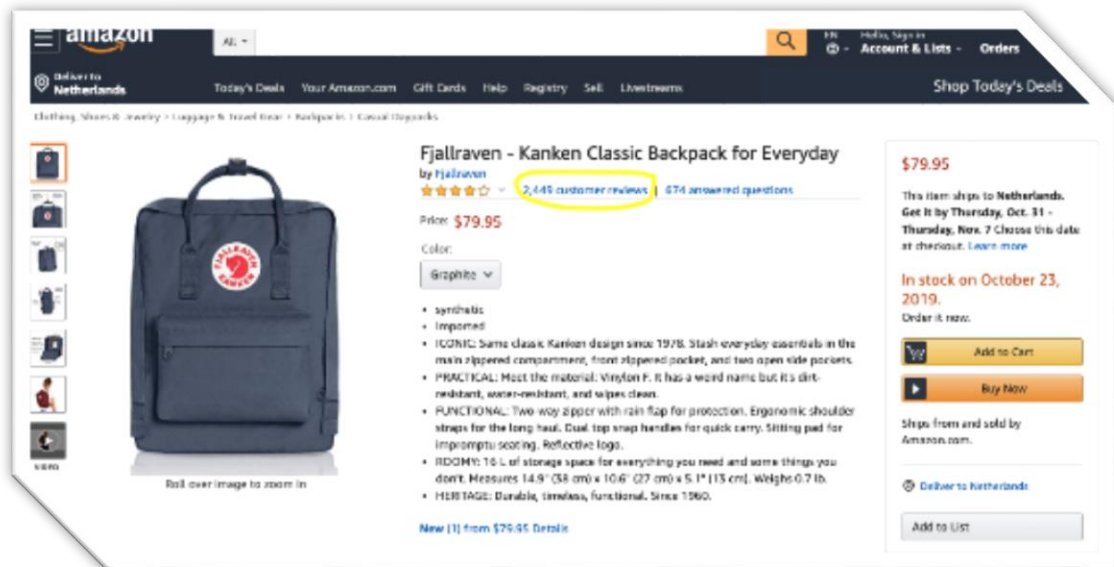 amazon
All
EN
Hello, Sign in
Account & Lists
Orders
Deliver to
Netherlands
Today's Deals Your Amazon.com Gift Cards Help Registry Sell Livestreams
Shop Today's Deals
Clothing, Shoes & Jewelry › Luggage & Travel Gear › Backpacks › Casual Daypacks
FJALLRAVEN
KANKEN
VIDEO
Roll over image to zoom in
Fjallraven - Kanken Classic Backpack for Everyday
by Fjallraven
2,449 customer reviews | 674 answered questions
Price: $79.95
Color:
Graphite
• synthetic
• Imported
• ICONIC: Same classic Kanken design since 1978. Stash everyday essentials in the
main zippered compartment, front zippered pocket, and two open side pockets.
• PRACTICAL: Meet the material: Vinylon F. It has a weird name but it's dirt-
resistant, water-resistant, and wipes clean.
• FUNCTIONAL: Two-way zipper with rain flap for protection. Ergonomic shoulder
straps for the long haul. Dual top snap handles for quick carry. Sitting pad for
impromptu seating. Reflective logo.
• ROOMY: 16 L of storage space for everything you need and some things you
don't. Measures 14.9" (38 cm) x 10.6" (27 cm) x 5.1" (13 cm). Weighs 0.7 lb.
• HERITAGE: Durable, timeless, functional. Since 1960.
New (1) from $79.95 Details
$79.95
This item ships to Netherlands.
Get it by Thursday, Oct. 31 -
Thursday, Nov. 7 Choose this date
at checkout. Learn more
In stock on October 23,
2019.
Order it now.
Add to Cart
Buy Now
Ships from and sold by
Amazon.com.
Deliver to Netherlands
Add to List